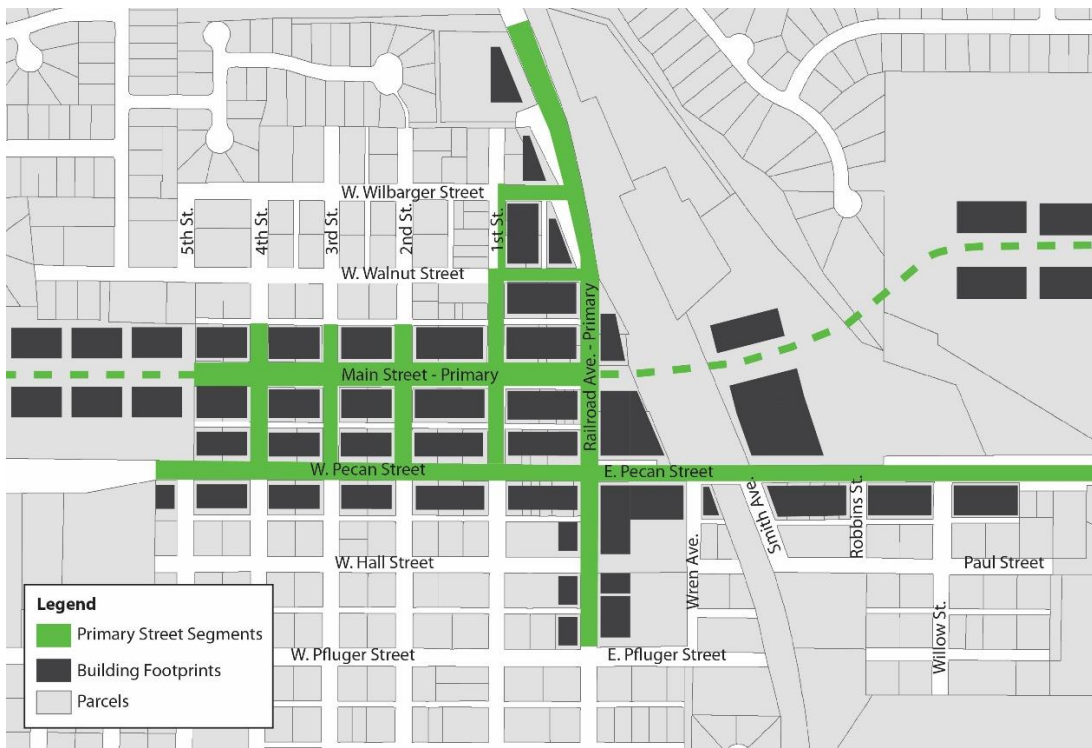 W. Wilbarger Street
5th St.
4th St.
3rd St.
2nd St.
1st St.
W. Walnut Street
Main Street - Primary
Railroad Ave. - Primary
W. Pecan Street
E. Pecan Street
Smith Ave.
Robbins St.
W. Hall Street
Wren Ave.
Paul Street
Willow St.
W. Pfluger Street
E. Pfluger Street
Legend
Primary Street Segments
Building Footprints
Parcels